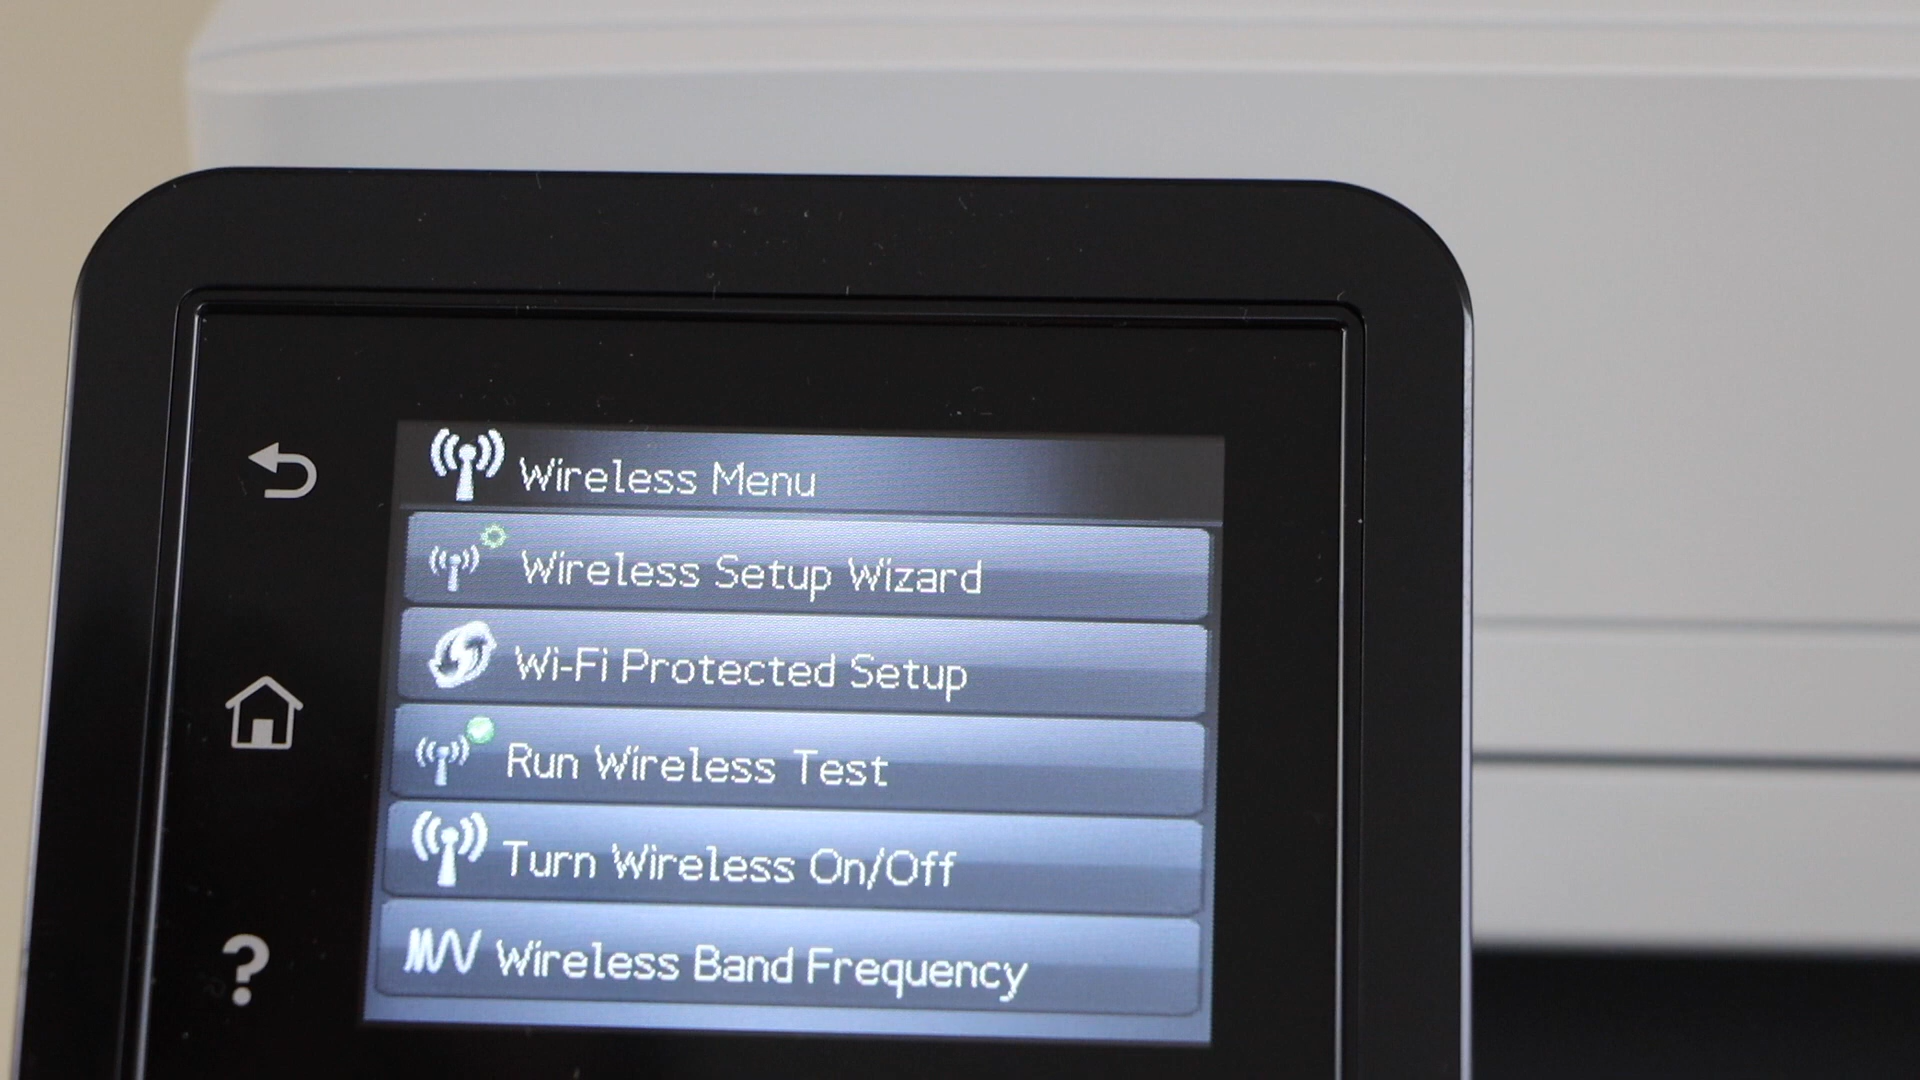 Wireless Menu
Wireless Setup Wizard
Wi-Fi Protected Setup
Run Wireless Test
Turn Wireless On/Off
Wireless Band Frequency
?